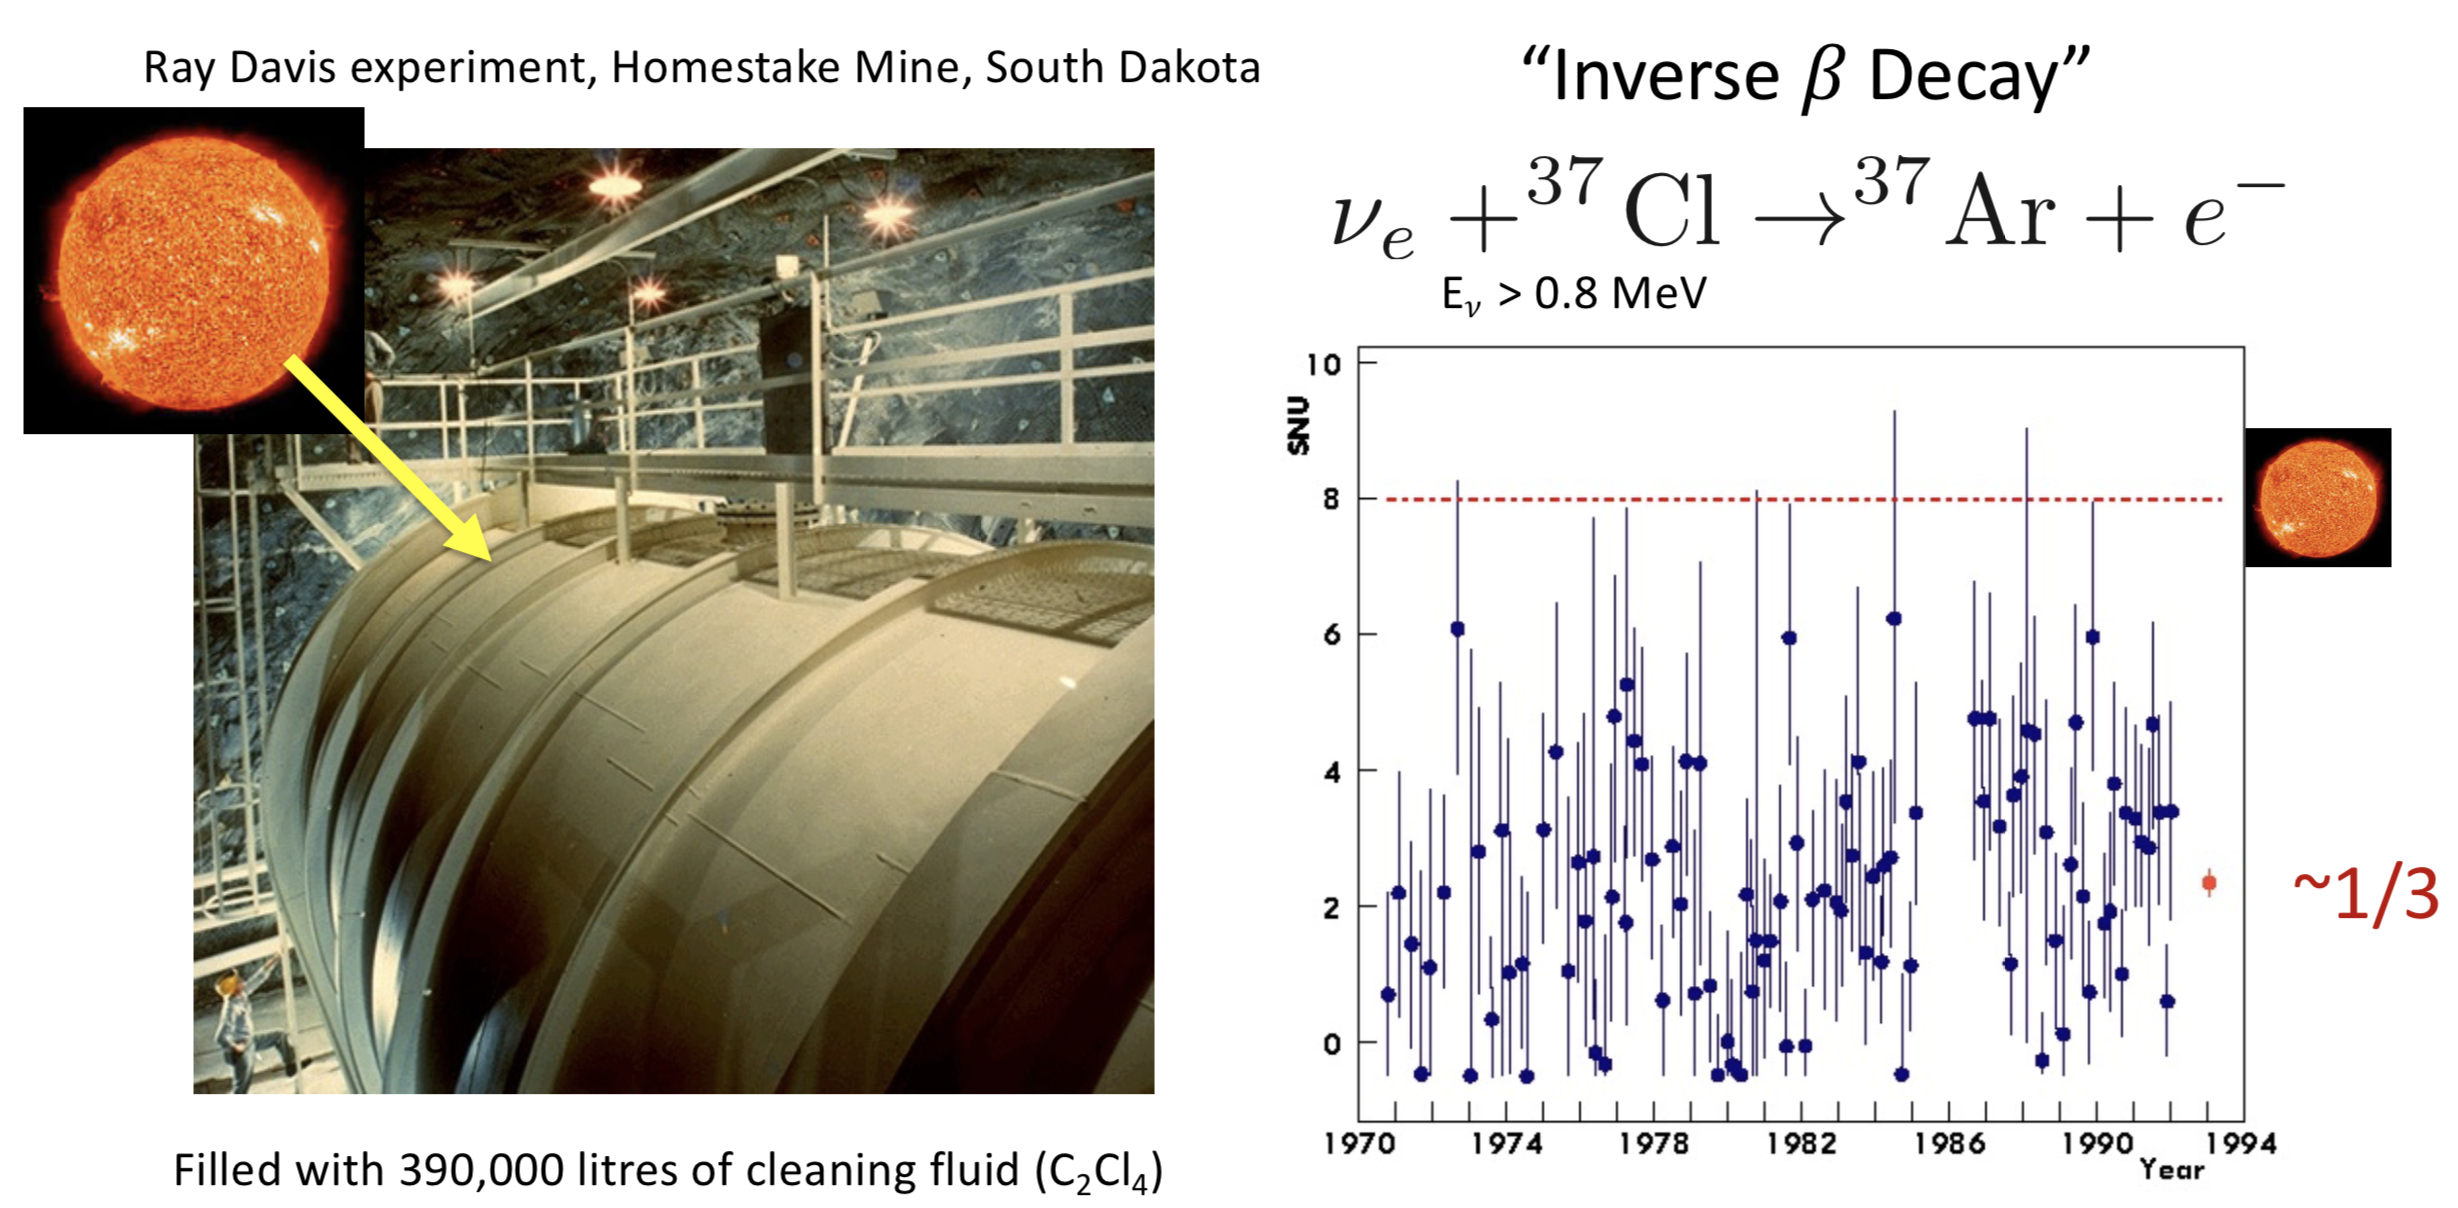 Ray Davis experiment, Homestake Mine, South Dakota
“Inverse β Decay”
νe + 37Cl → 37Ar + e−
Eν > 0.8 MeV
SNU
10
8
6
4
2
0
1970 1974 1978 1982 1986 1990 1994
Year
~1/3
Filled with 390,000 litres of cleaning fluid (C2Cl4)